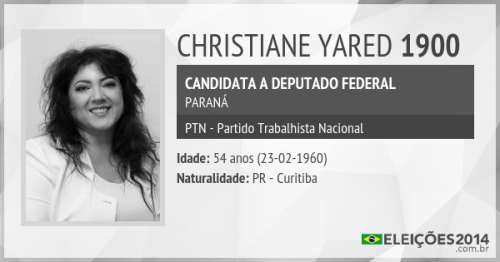 CHRISTIANE YARED 1900
CANDIDATA A DEPUTADO FEDERAL
PARANÁ
PTN - Partido Trabalhista Nacional
Idade: 54 anos (23-02-1960)
Naturalidade: PR - Curitiba
ELEIÇÕES2014
.com.br